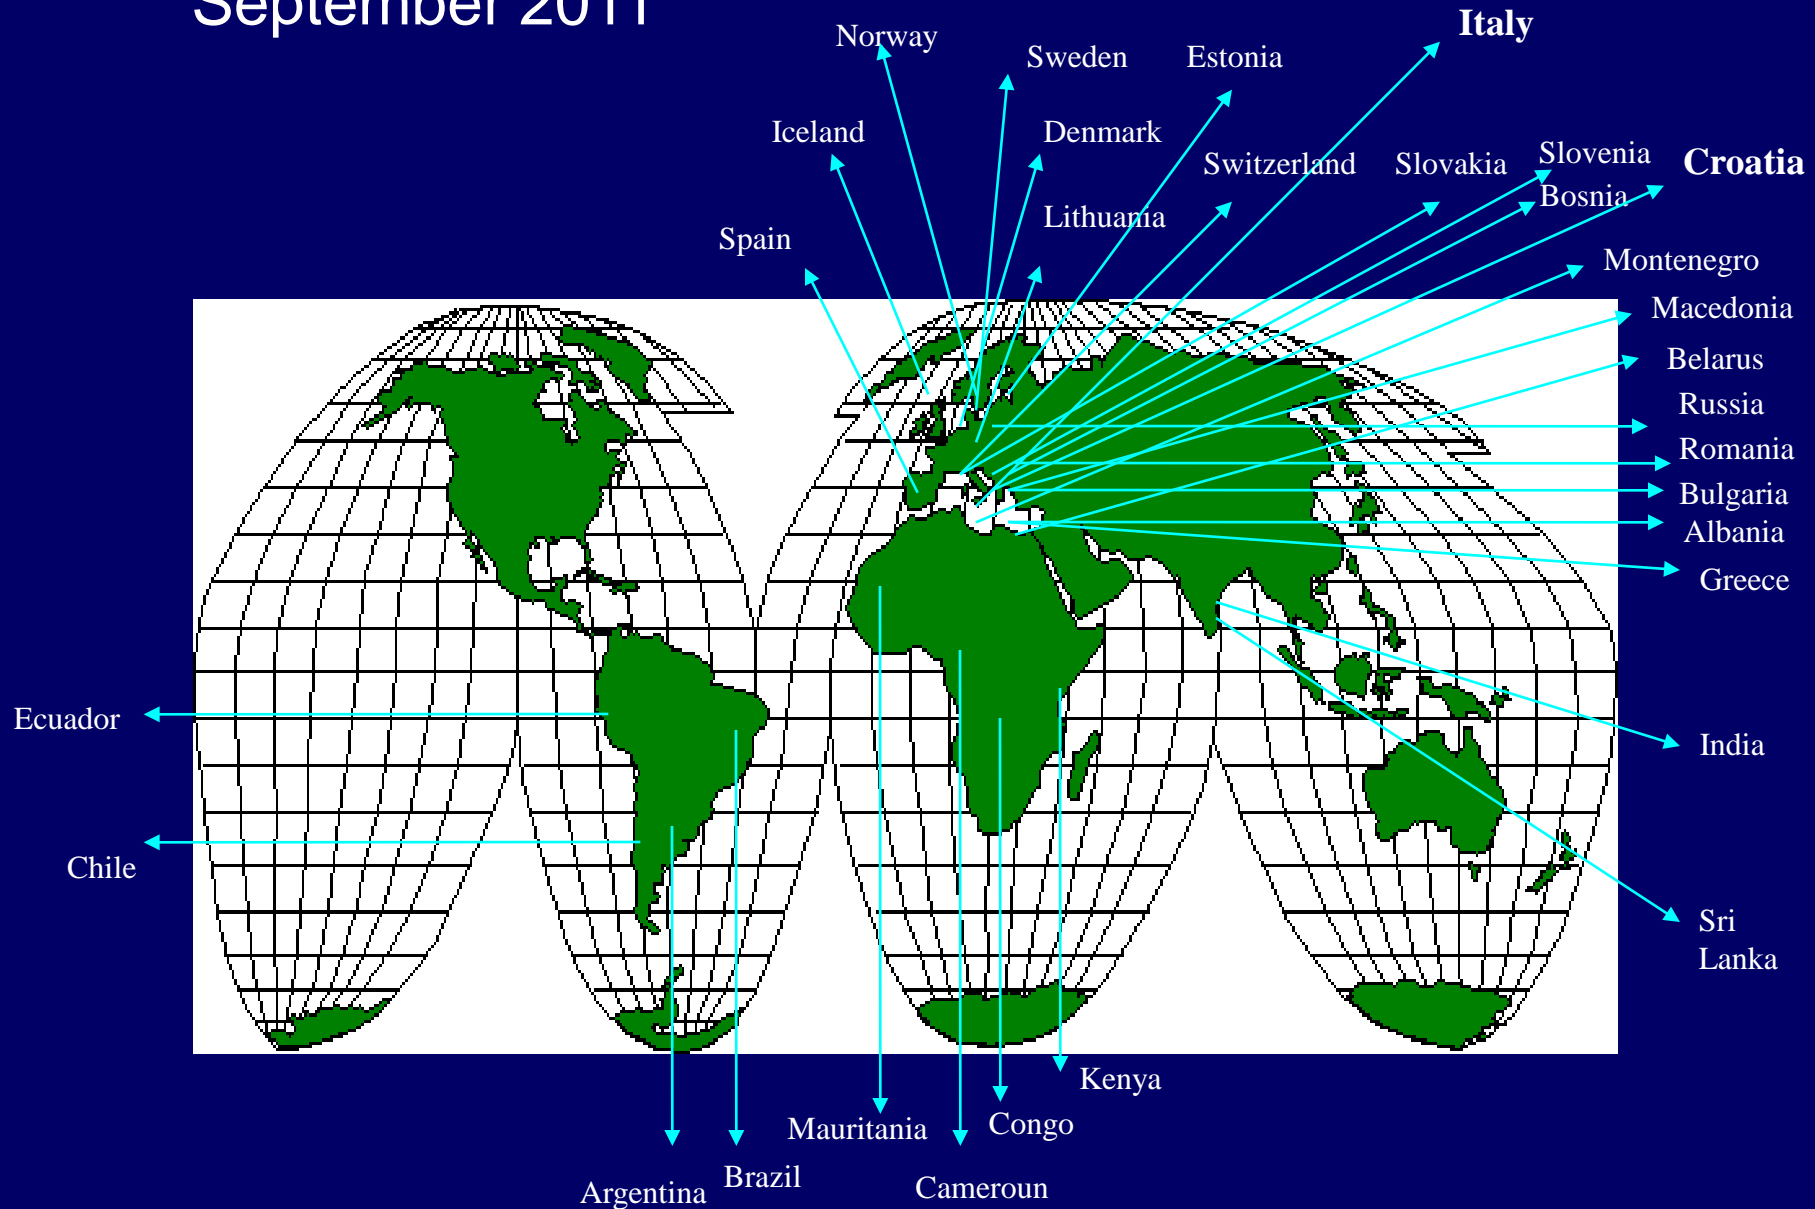 September 2011
Norway
Sweden
Estonia
Italy
Iceland
Denmark
Switzerland
Slovakia
Slovenia
Croatia
Bosnia
Lithuania
Spain
Montenegro
Macedonia
Belarus
Russia
Romania
Bulgaria
Albania
Greece
Ecuador
India
Chile
Sri
Lanka
Kenya
Mauritania
Congo
Argentina
Brazil
Cameroun